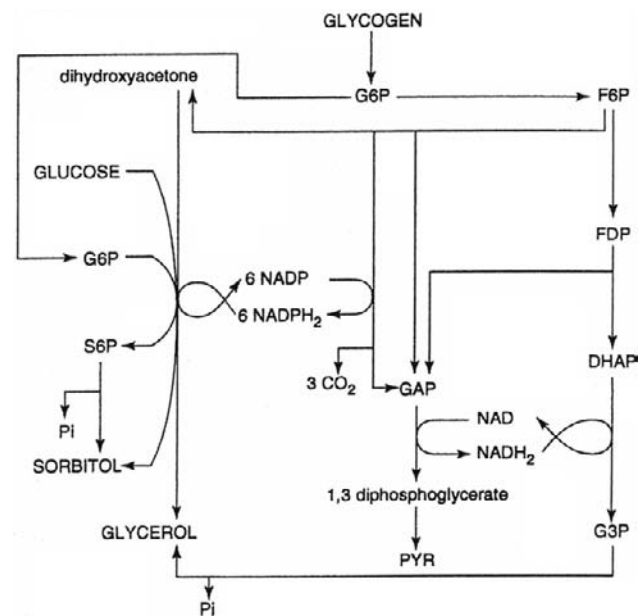 GLYCOGEN
dihydroxyacetone
G6P
F6P
GLUCOSE
FDP
G6P
6 NADP
6 NADPH₂
S6P
DHAP
3 CO₂
GAP
Pi
NAD
NADH₂
SORBITOL
1,3 diphosphoglycerate
GLYCEROL
G3P
PYR
Pi